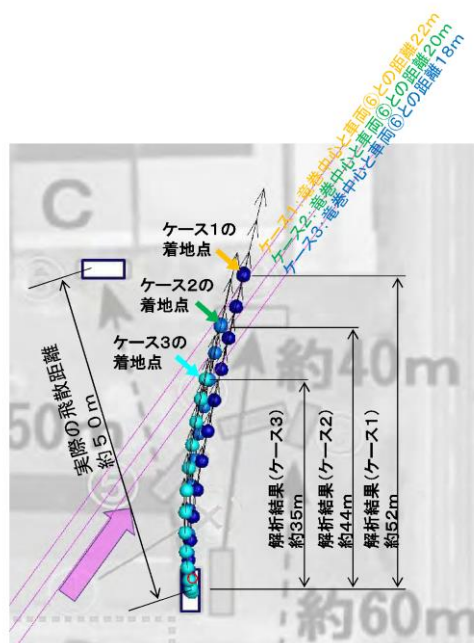 ケース1：竜巻中心と車両⑥との距離22m
ケース2：竜巻中心と車両⑥との距離20m
ケース3：竜巻中心と車両⑥との距離18m
C
ケース1の
着地点
ケース2の
着地点
ケース3の
着地点
実際の飛散距離
約50m
約40m
50m
⑤
解析結果(ケース3)
約35m
解析結果(ケース2)
約44m
解析結果(ケース1)
約52m
約60m